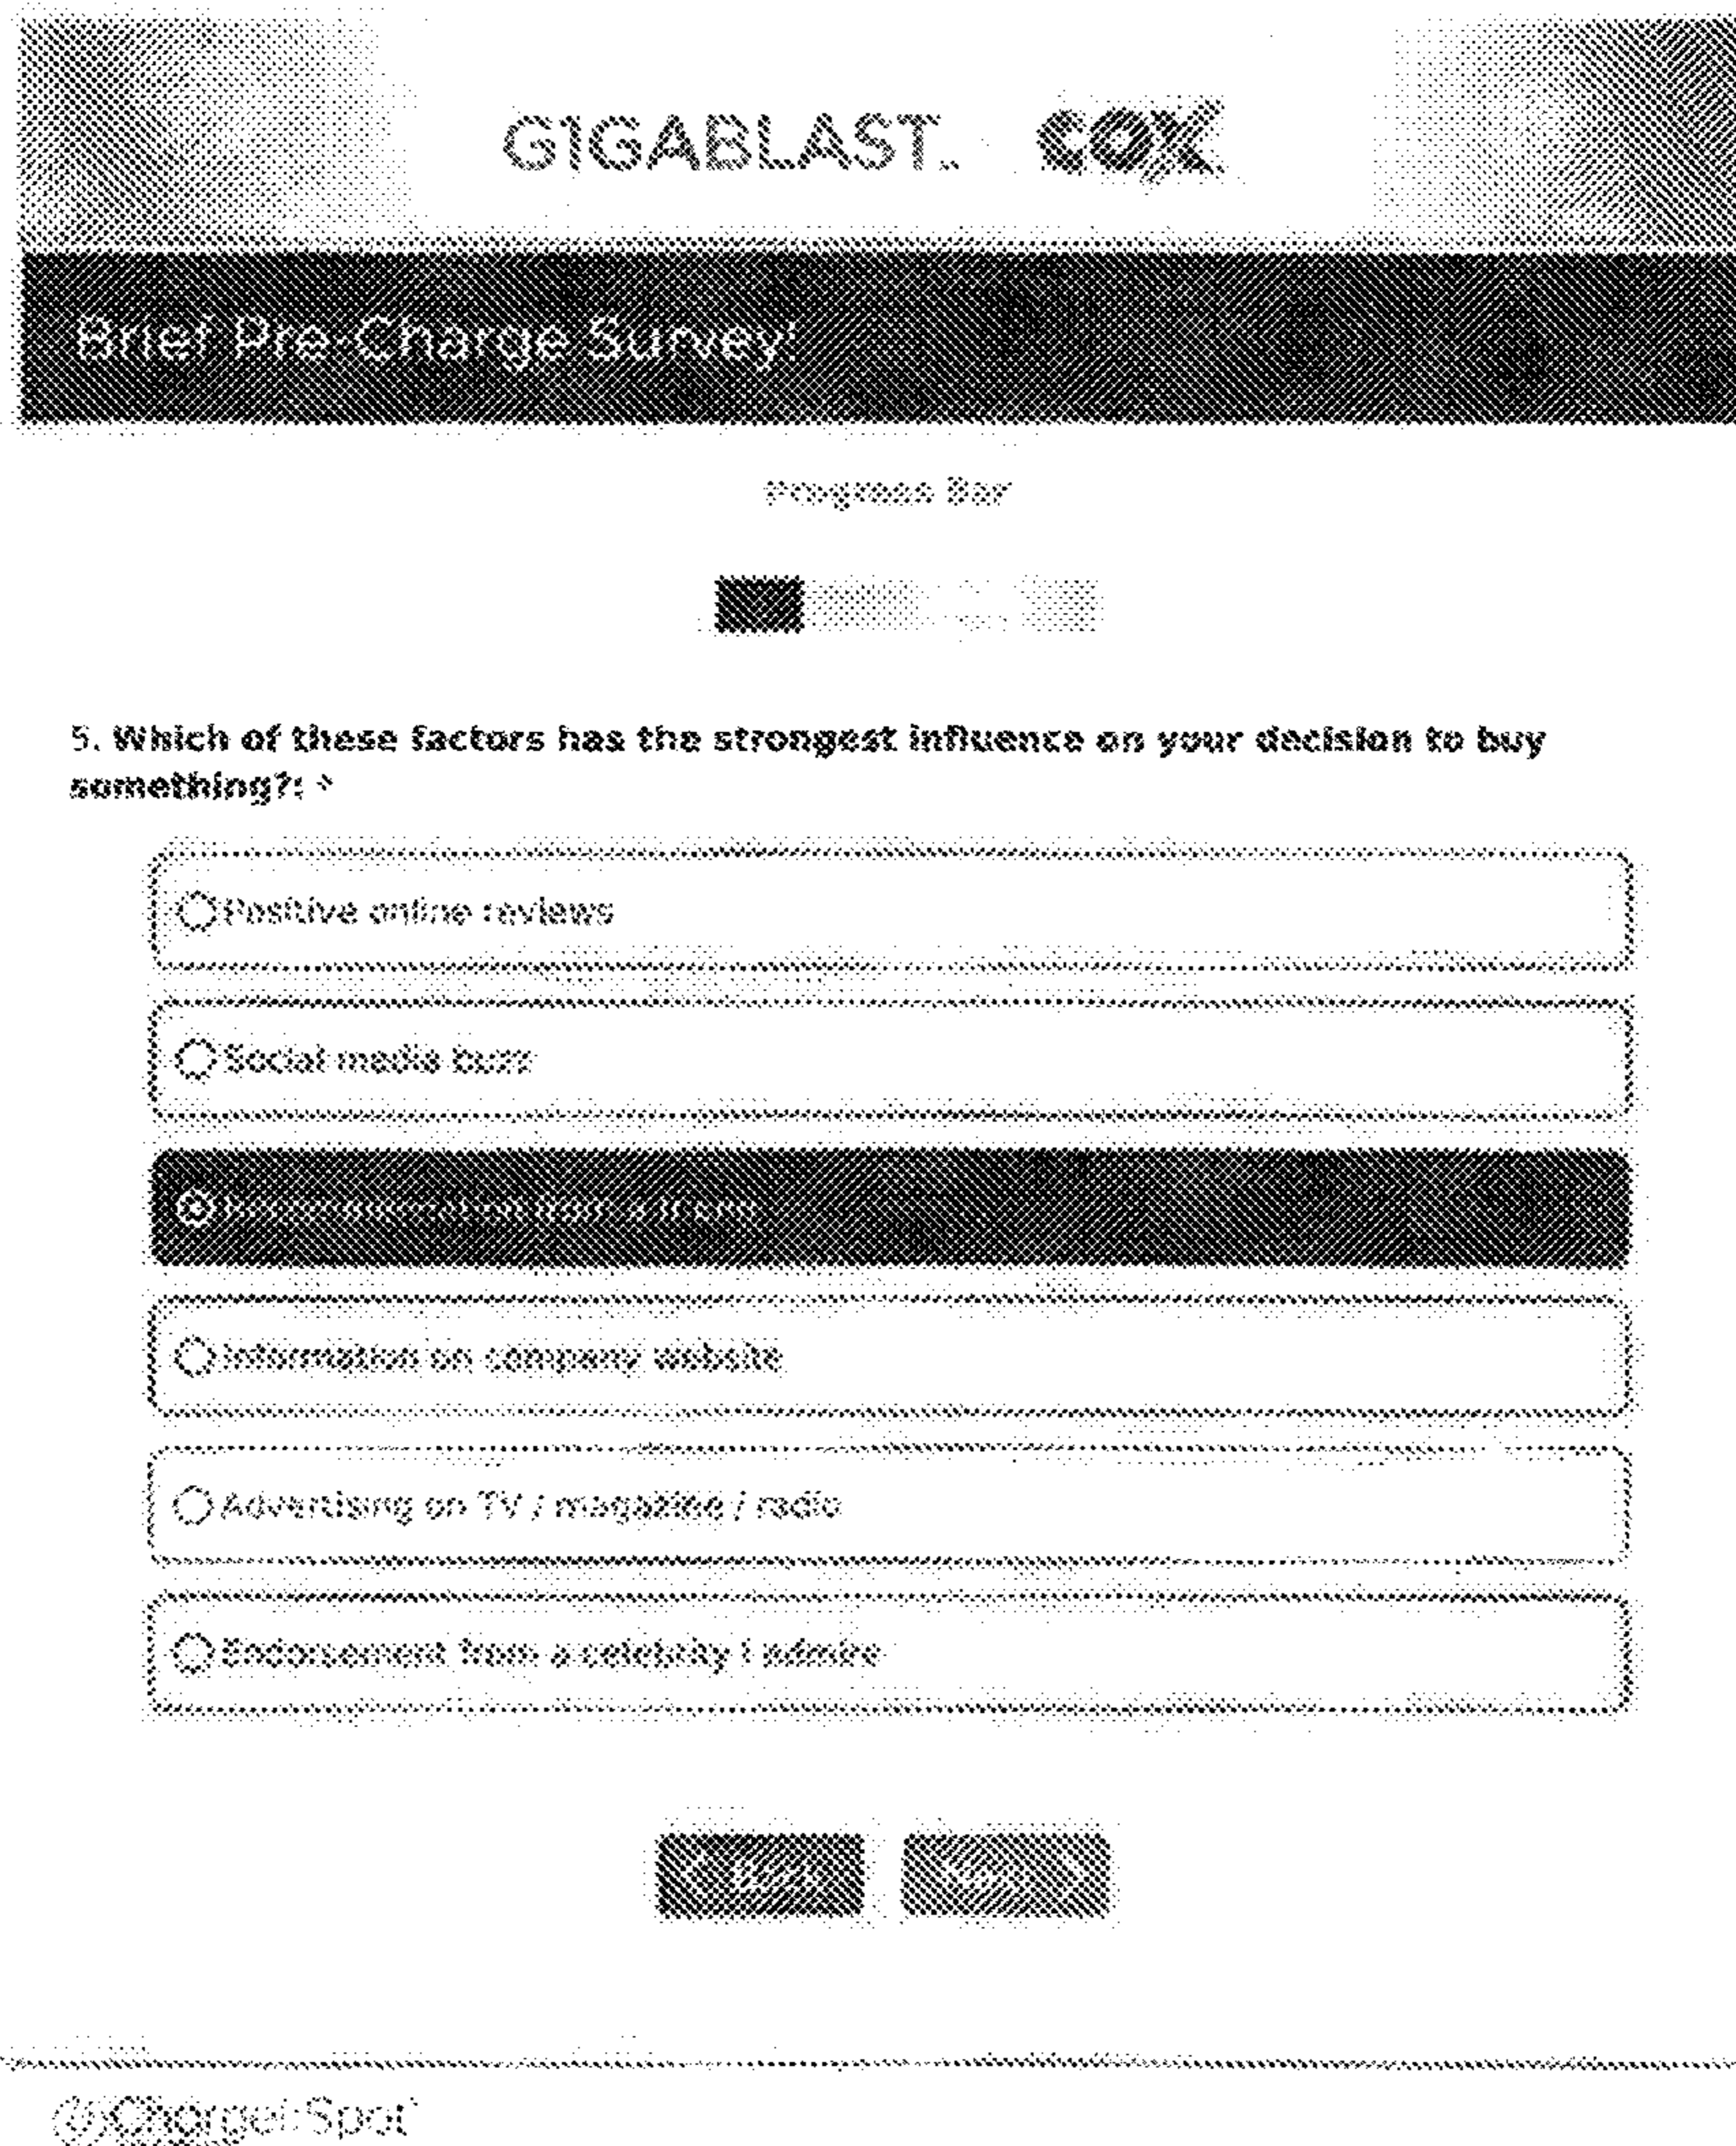 G1GABLAST. COX
Brief Pre-Charge Survey!
Progress Bar
5. Which of these factors has the strongest influence on your decision to buy
something?: *
Positive online reviews
Social media buzz
Information on company website
Advertising on TV / magazine / radio
Endorsement from a celebrity I admire
ChargeItSpot